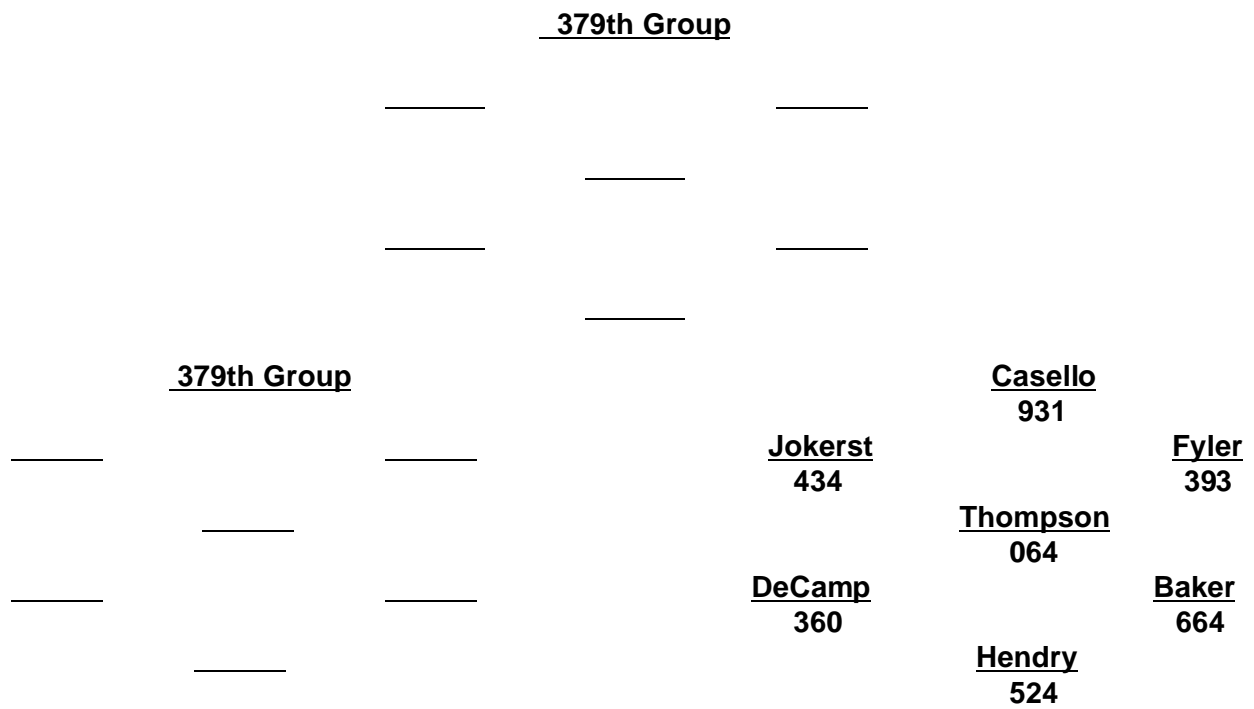 379th Group
379th Group
Casello
931
Jokerst
Fyler
434
393
Thompson
064
DeCamp
Baker
360
664
Hendry
524